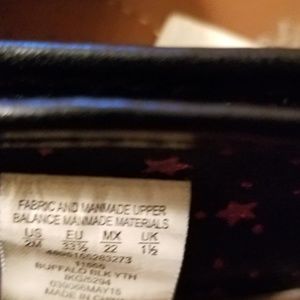 FABRIC AND MANMADE UPPER
BALANCE MANMADE MATERIALS
US EU MX UK
2M 33½ 22 1½
BUFFALO BLK YTH
IKG25294
MADE IN